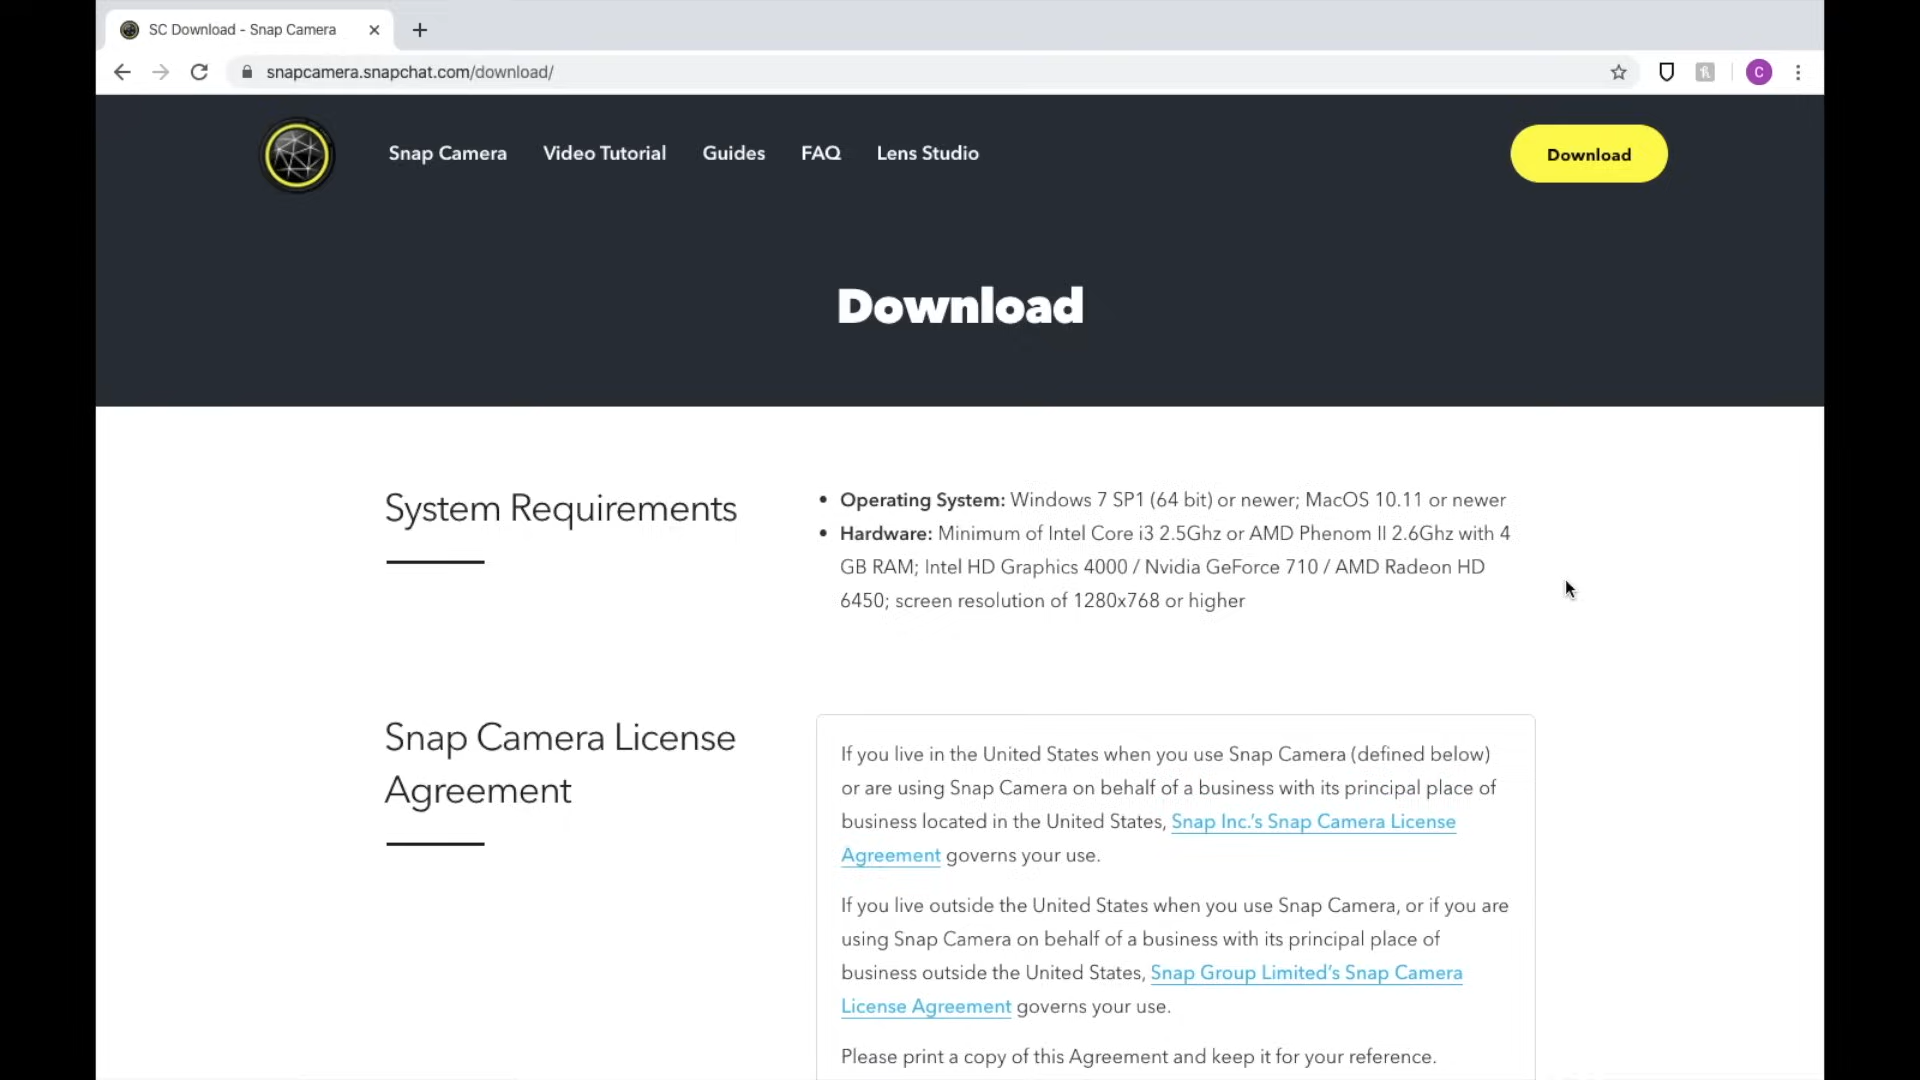 SC Download - Snap Camera
snapcamera.snapchat.com/download/
C
Snap Camera
Video Tutorial
Guides
FAQ
Lens Studio
Download
Download
System Requirements
• Operating System: Windows 7 SP1 (64 bit) or newer; MacOS 10.11 or newer
• Hardware: Minimum of Intel Core i3 2.5Ghz or AMD Phenom II 2.6Ghz with 4
GB RAM; Intel HD Graphics 4000 / Nvidia GeForce 710 / AMD Radeon HD
6450; screen resolution of 1280x768 or higher
Snap Camera License
Agreement
If you live in the United States when you use Snap Camera (defined below)
or are using Snap Camera on behalf of a business with its principal place of
business located in the United States, Snap Inc.’s Snap Camera License
Agreement governs your use.
If you live outside the United States when you use Snap Camera, or if you are
using Snap Camera on behalf of a business with its principal place of
business outside the United States, Snap Group Limited’s Snap Camera
License Agreement governs your use.
Please print a copy of this Agreement and keep it for your reference.